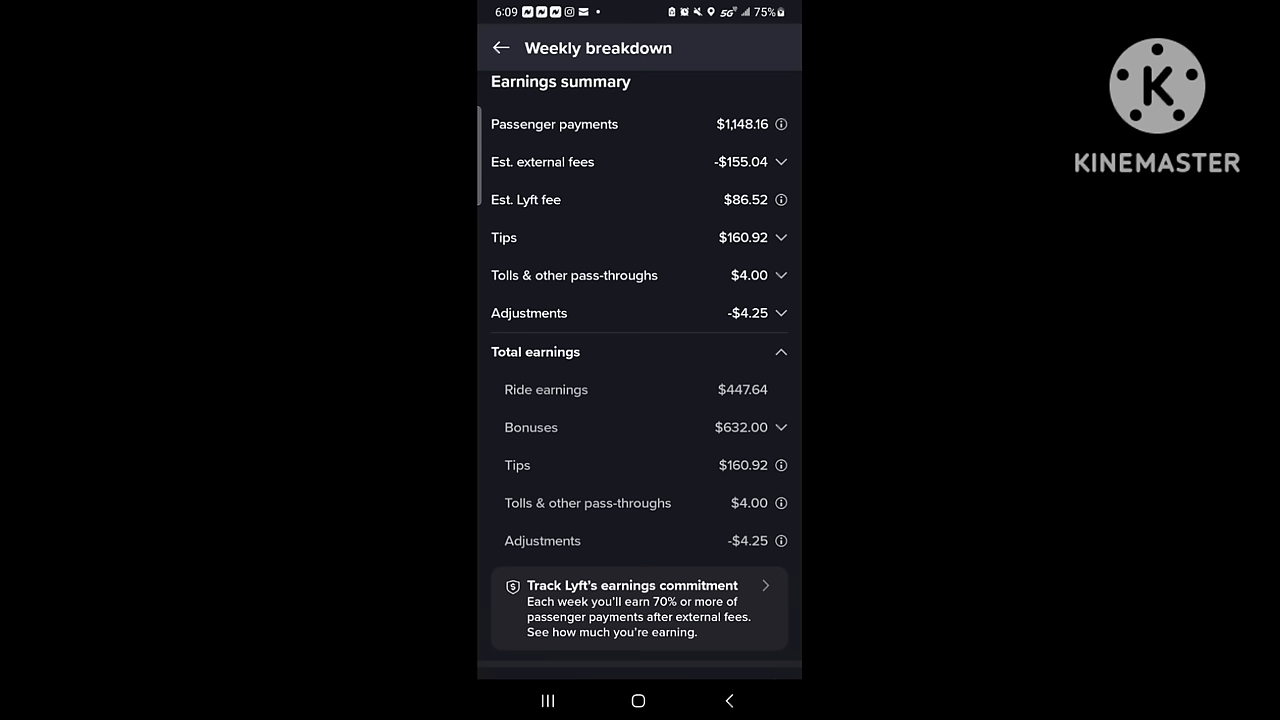 6:09 5G 75%
Weekly breakdown
Earnings summary
Passenger payments $1,148.16
Est. external fees -$155.04
Est. Lyft fee $86.52
Tips $160.92
Tolls & other pass-throughs $4.00
Adjustments -$4.25
Total earnings
Ride earnings $447.64
Bonuses $632.00
Tips $160.92
Tolls & other pass-throughs $4.00
Adjustments -$4.25
Track Lyft's earnings commitment
Each week you'll earn 70% or more of
passenger payments after external fees.
See how much you're earning.
K
KINEMASTER